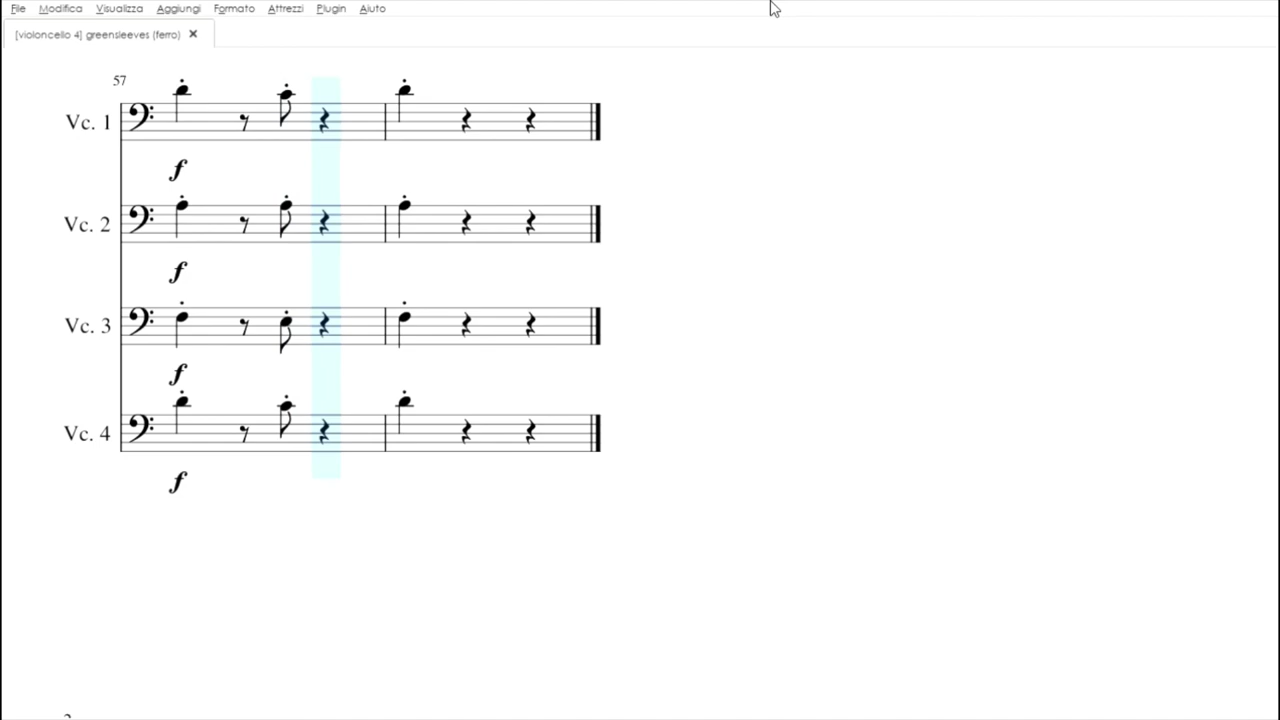 File Modifica Visualizza Aggiungi Formato Attrezzi Plugin Aiuto
[violoncello 4] greensleeves (ferro) ×
57
Vc. 1
f
Vc. 2
f
Vc. 3
f
Vc. 4
f